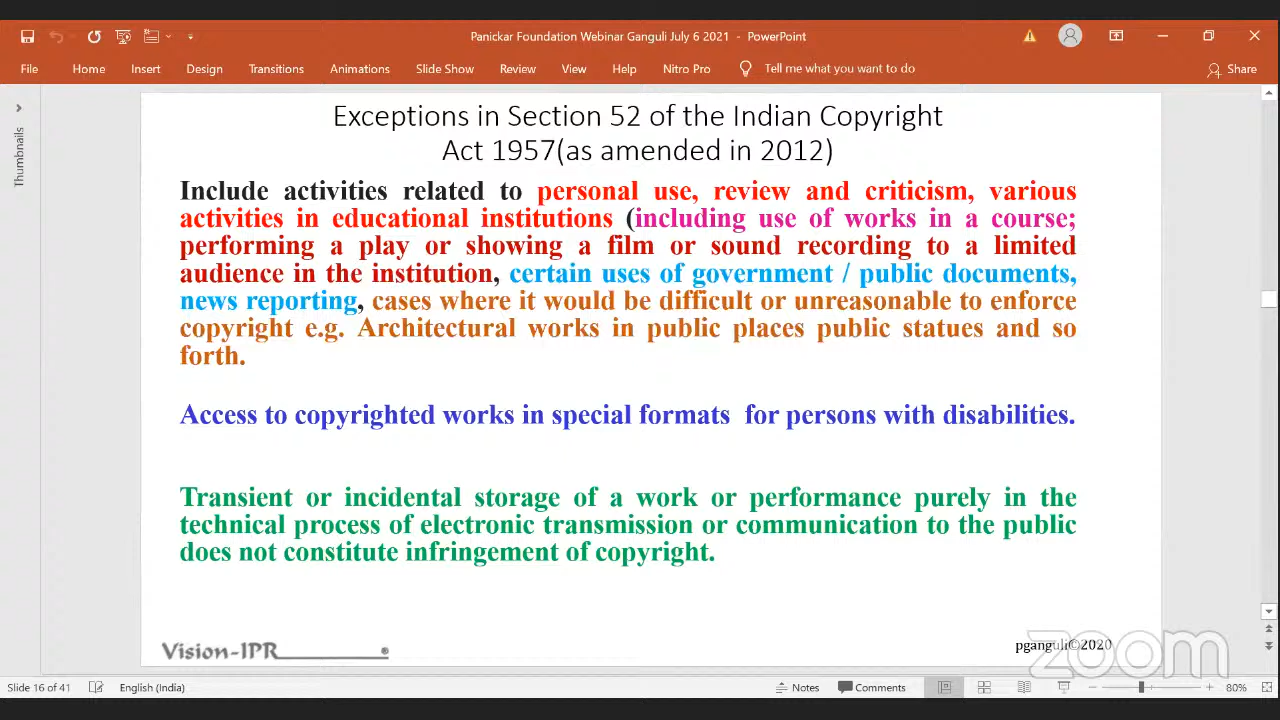 Panickar Foundation Webinar Ganguli July 6 2021 - PowerPoint
File Home Insert Design Transitions Animations Slide Show Review View Help Nitro Pro Tell me what you want to do Share
Thumbnails
Exceptions in Section 52 of the Indian Copyright
Act 1957(as amended in 2012)
Include activities related to personal use, review and criticism, various
activities in educational institutions (including use of works in a course;
performing a play or showing a film or sound recording to a limited
audience in the institution, certain uses of government / public documents,
news reporting, cases where it would be difficult or unreasonable to enforce
copyright e.g. Architectural works in public places public statues and so
forth.
Access to copyrighted works in special formats for persons with disabilities.
Transient or incidental storage of a work or performance purely in the
technical process of electronic transmission or communication to the public
does not constitute infringement of copyright.
Vision-IPR ®
pganguli©2020
zoom
Slide 16 of 41 English (India) Notes Comments 80%